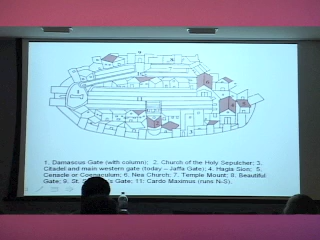 1. Damascus Gate (with column); 2. Church of the Holy Sepulcher; 3.
Citadel and main western gate (today – Jaffa Gate); 4. Hagia Sion; 5.
Cenacle or Coenaculum; 6. Nea Church; 7. Temple Mount; 8. Beautiful
Gate; 9. St. Gate; 11: Cardo Maximus (runs N-S).